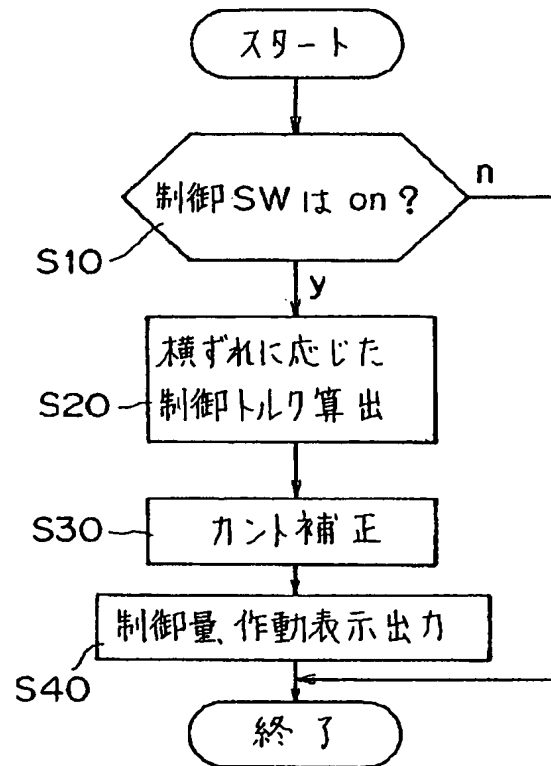 スタート
制御SWは on?
n
S10
y
横ずれに応じた
制御トルク算出
S20
カント補正
S30
制御量、作動表示出力
S40
終了